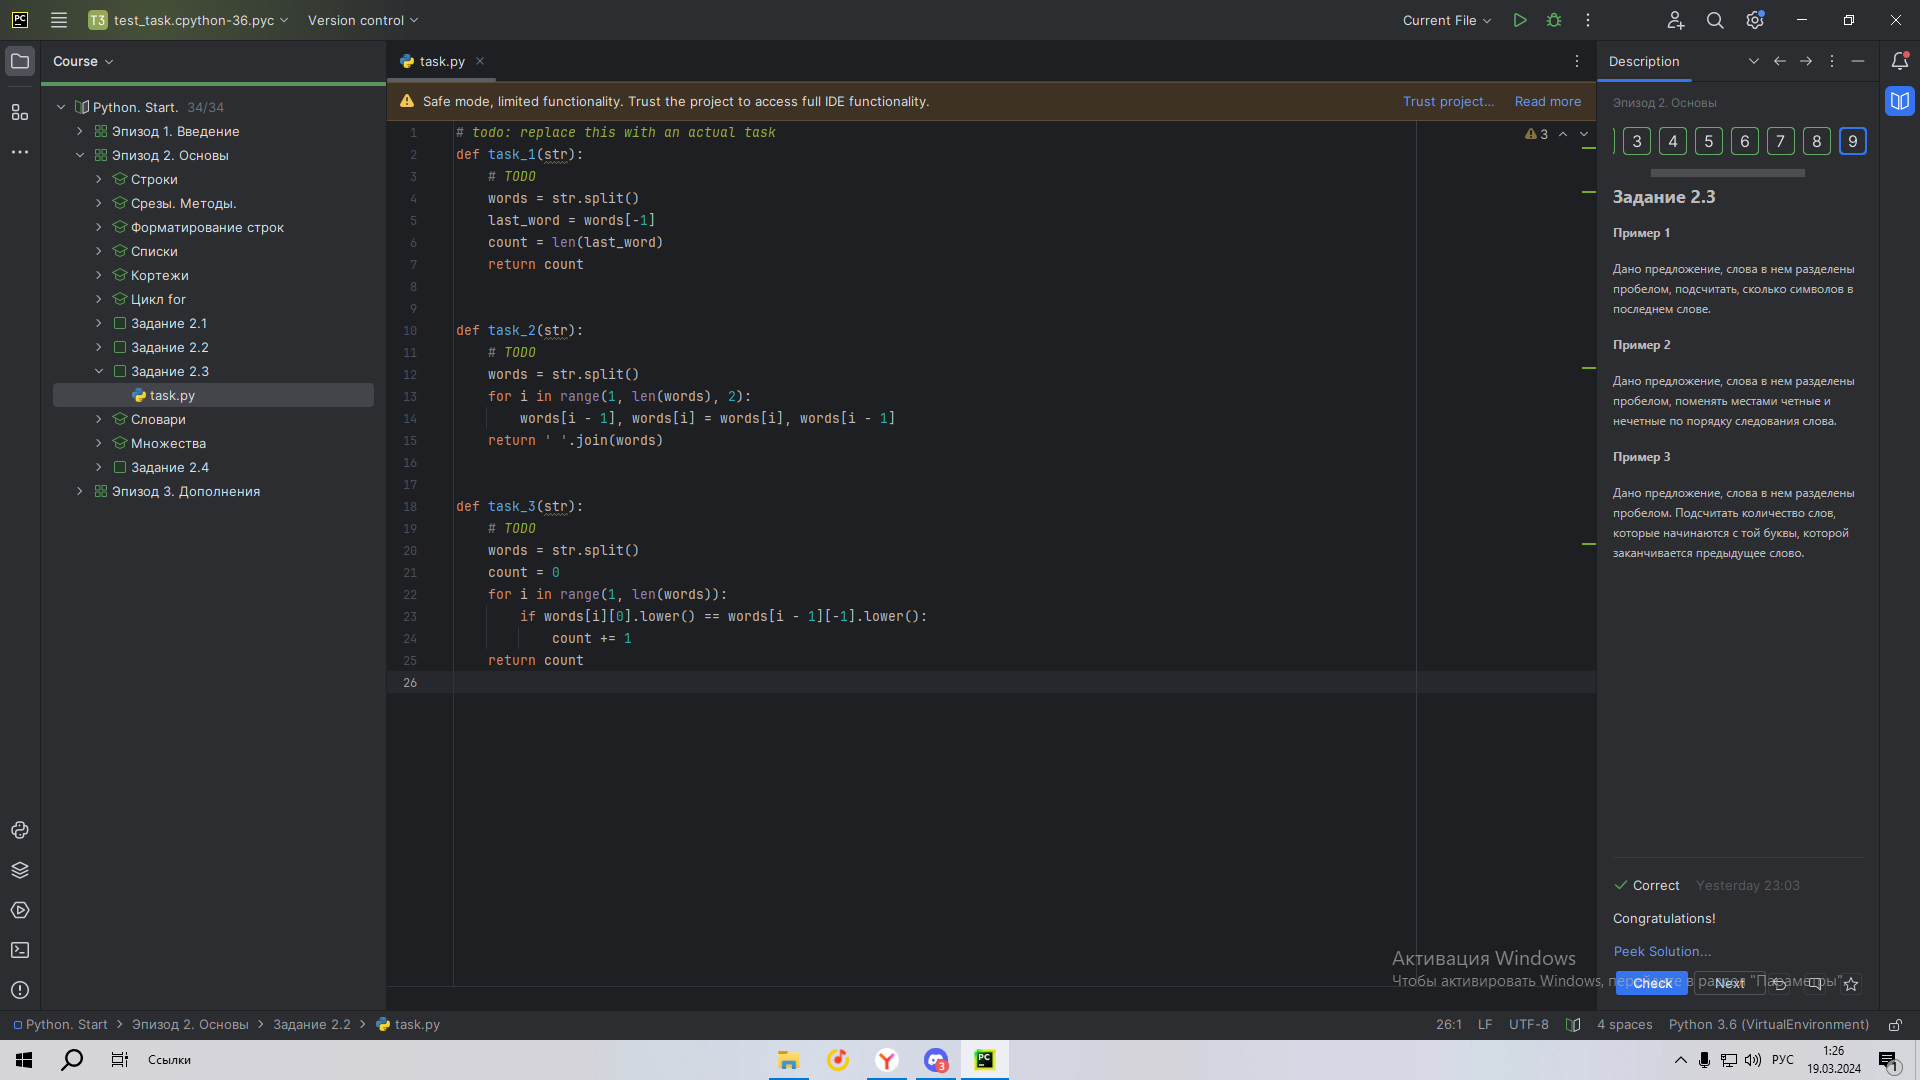 PC T3 test_task.cpython-36.pyc Version control Current File
Course
task.py
Description
Safe mode, limited functionality. Trust the project to access full IDE functionality. Trust project... Read more
Python. Start. 34/34
Эпизод 1. Введение
Эпизод 2. Основы
Строки
Срезы. Методы.
Форматирование строк
Списки
Кортежи
Цикл for
Задание 2.1
Задание 2.2
Задание 2.3
task.py
Словари
Множества
Задание 2.4
Эпизод 3. Дополнения
3
1 # todo: replace this with an actual task
2 def task_1(str):
3 # TODO
4 words = str.split()
5 last_word = words[-1]
6 count = len(last_word)
7 return count
8
9
10 def task_2(str):
11 # TODO
12 words = str.split()
13 for i in range(1, len(words), 2):
14 words[i - 1], words[i] = words[i], words[i - 1]
15 return ' '.join(words)
16
17
18 def task_3(str):
19 # TODO
20 words = str.split()
21 count = 0
22 for i in range(1, len(words)):
23 if words[i][0].lower() == words[i - 1][-1].lower():
24 count += 1
25 return count
26
Эпизод 2. Основы
3 4 5 6 7 8 9
Задание 2.3
Пример 1
Дано предложение, слова в нем разделены
пробелом, подсчитать, сколько символов в
последнем слове.
Пример 2
Дано предложение, слова в нем разделены
пробелом, поменять местами четные и
нечетные по порядку следования слова.
Пример 3
Дано предложение, слова в нем разделены
пробелом. Подсчитать количество слов,
которые начинаются с той буквы, которой
заканчивается предыдущее слово.
Correct Yesterday 23:03
Congratulations!
Peek Solution...
Check Next
Активация Windows
Чтобы активировать Windows, перейдите в раздел "Параметры".
Python. Start Эпизод 2. Основы Задание 2.2 task.py
26:1 LF UTF-8 4 spaces Python 3.6 (VirtualEnvironment)
Ссылки
3
PC
РУС
1:26
19.03.2024
1